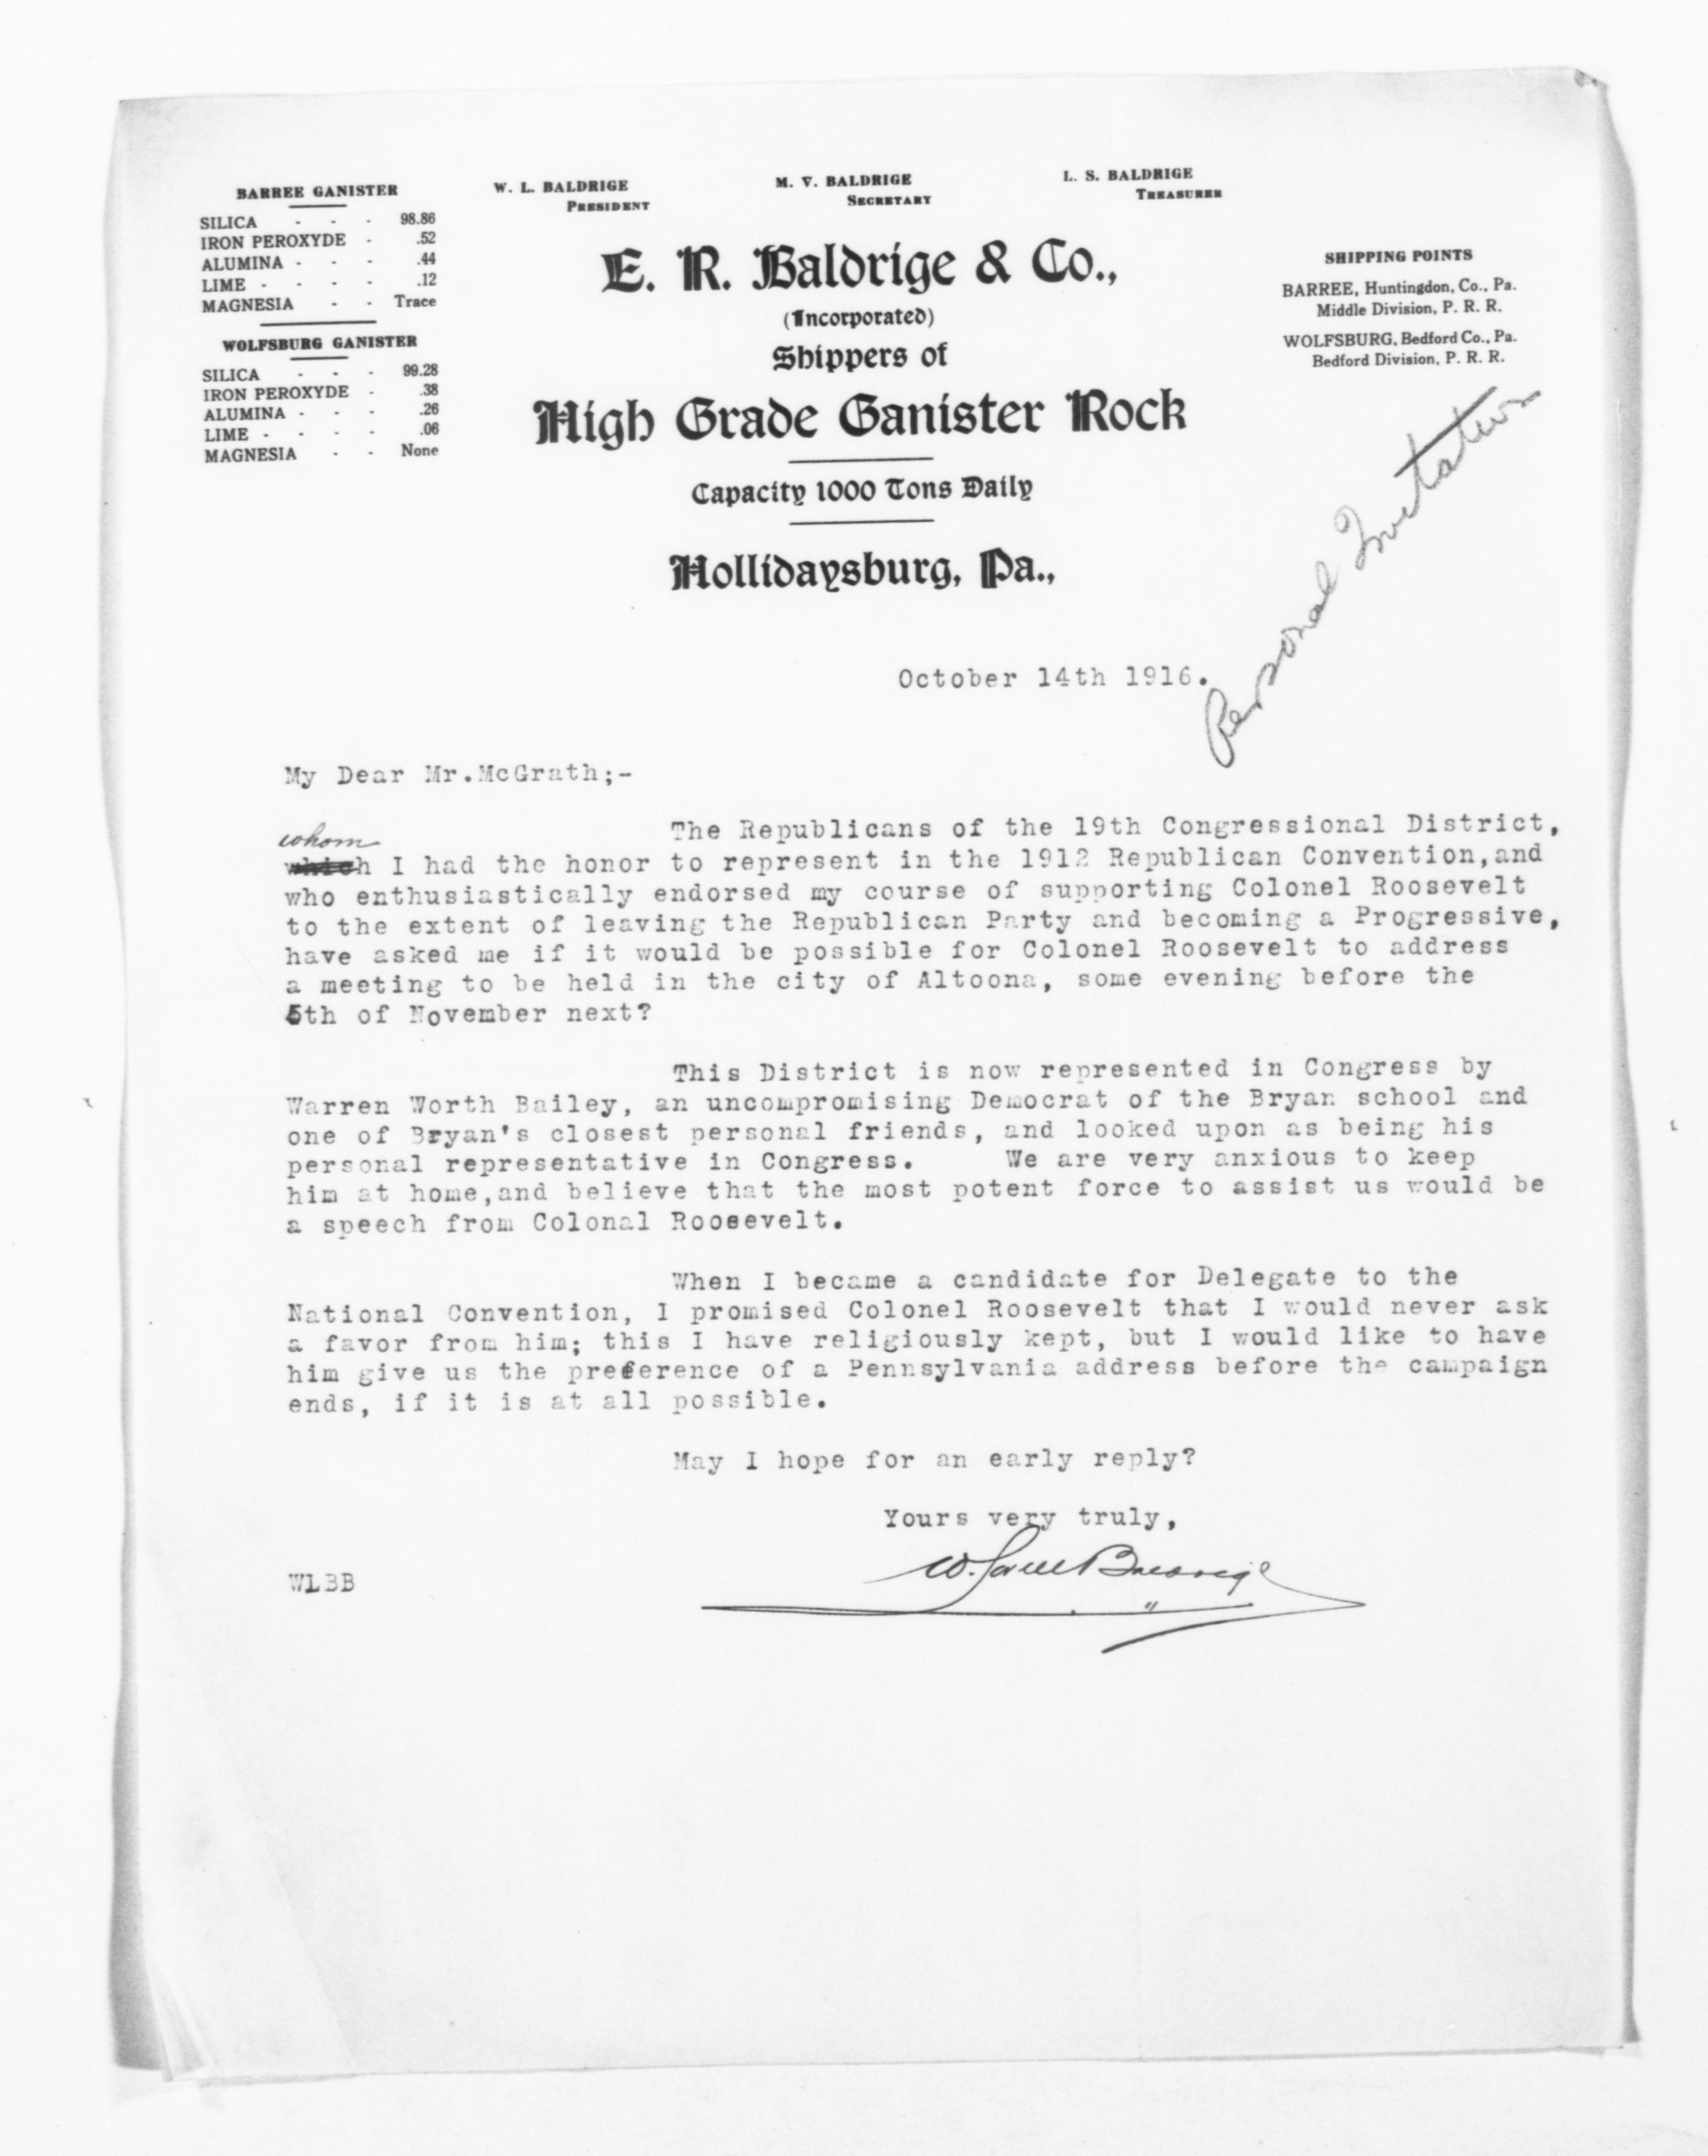 BARREE GANISTER
SILICA - - - 98.86
IRON PEROXYDE - .52
ALUMINA - - - .44
LIME - - - - .12
MAGNESIA - - Trace
WOLFSBURG GANISTER
SILICA - - - 99.28
IRON PEROXYDE - .38
ALUMINA - - - .26
LIME - - - - .06
MAGNESIA - - None
W. L. BALDRIGE
PRESIDENT
M. V. BALDRIGE
SECRETARY
L. S. BALDRIGE
TREASURER
E. R. Baldrige & Co.,
(Incorporated)
Shippers of
High Grade Ganister Rock
Capacity 1000 Tons Daily
Hollidaysburg, Pa.,
SHIPPING POINTS
BARREE, Huntingdon, Co., Pa.
Middle Division, P. R. R.
WOLFSBURG, Bedford Co., Pa.
Bedford Division, P. R. R.
Personal Invitation
October 14th 1916.
My Dear Mr.McGrath;-
The Republicans of the 19th Congressional District,
whom
which I had the honor to represent in the 1912 Republican Convention,and
who enthusiastically endorsed my course of supporting Colonel Roosevelt
to the extent of leaving the Republican Party and becoming a Progressive,
have asked me if it would be possible for Colonel Roosevelt to address
a meeting to be held in the city of Altoona, some evening before the
5th of November next?
This District is now represented in Congress by
Warren Worth Bailey, an uncompromising Democrat of the Bryan school and
one of Bryan's closest personal friends, and looked upon as being his
personal representative in Congress. We are very anxious to keep
him at home,and believe that the most potent force to assist us would be
a speech from Colonal Roosevelt.
When I became a candidate for Delegate to the
National Convention, I promised Colonel Roosevelt that I would never ask
a favor from him; this I have religiously kept, but I would like to have
him give us the preference of a Pennsylvania address before the campaign
ends, if it is at all possible.
May I hope for an early reply?
Yours very truly,
W. Baldrige
WLBB